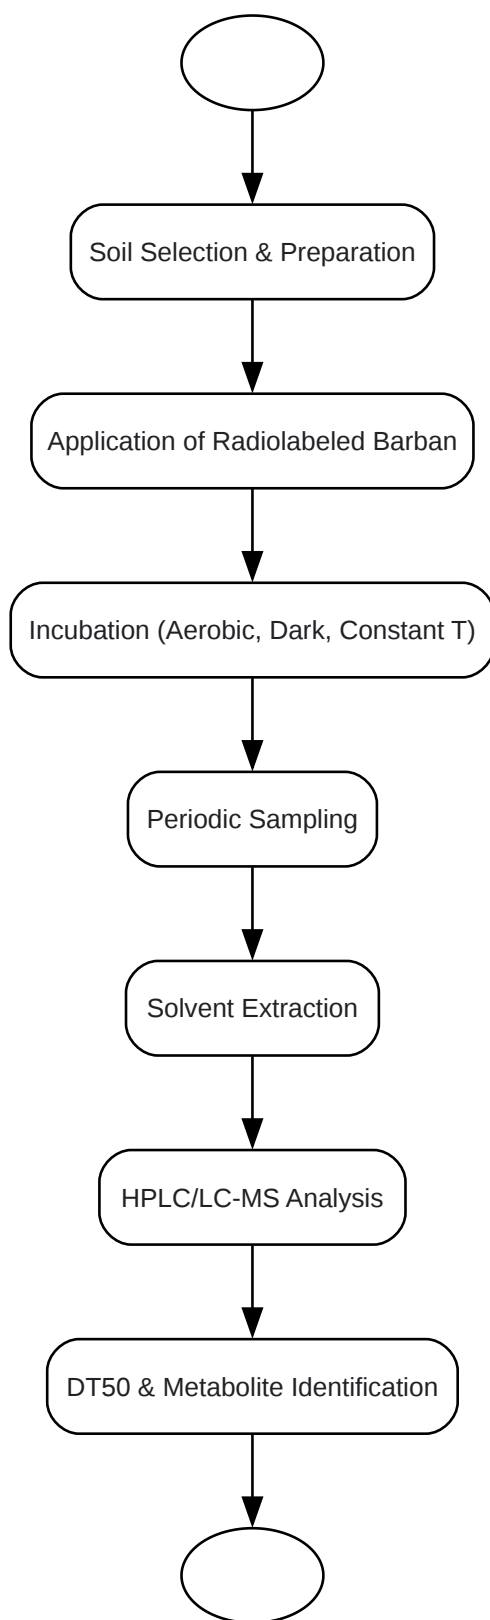 Soil Selection & Preparation
Application of Radiolabeled Barban
Incubation (Aerobic, Dark, Constant T)
Periodic Sampling
Solvent Extraction
HPLC/LC-MS Analysis
DT50 & Metabolite Identification